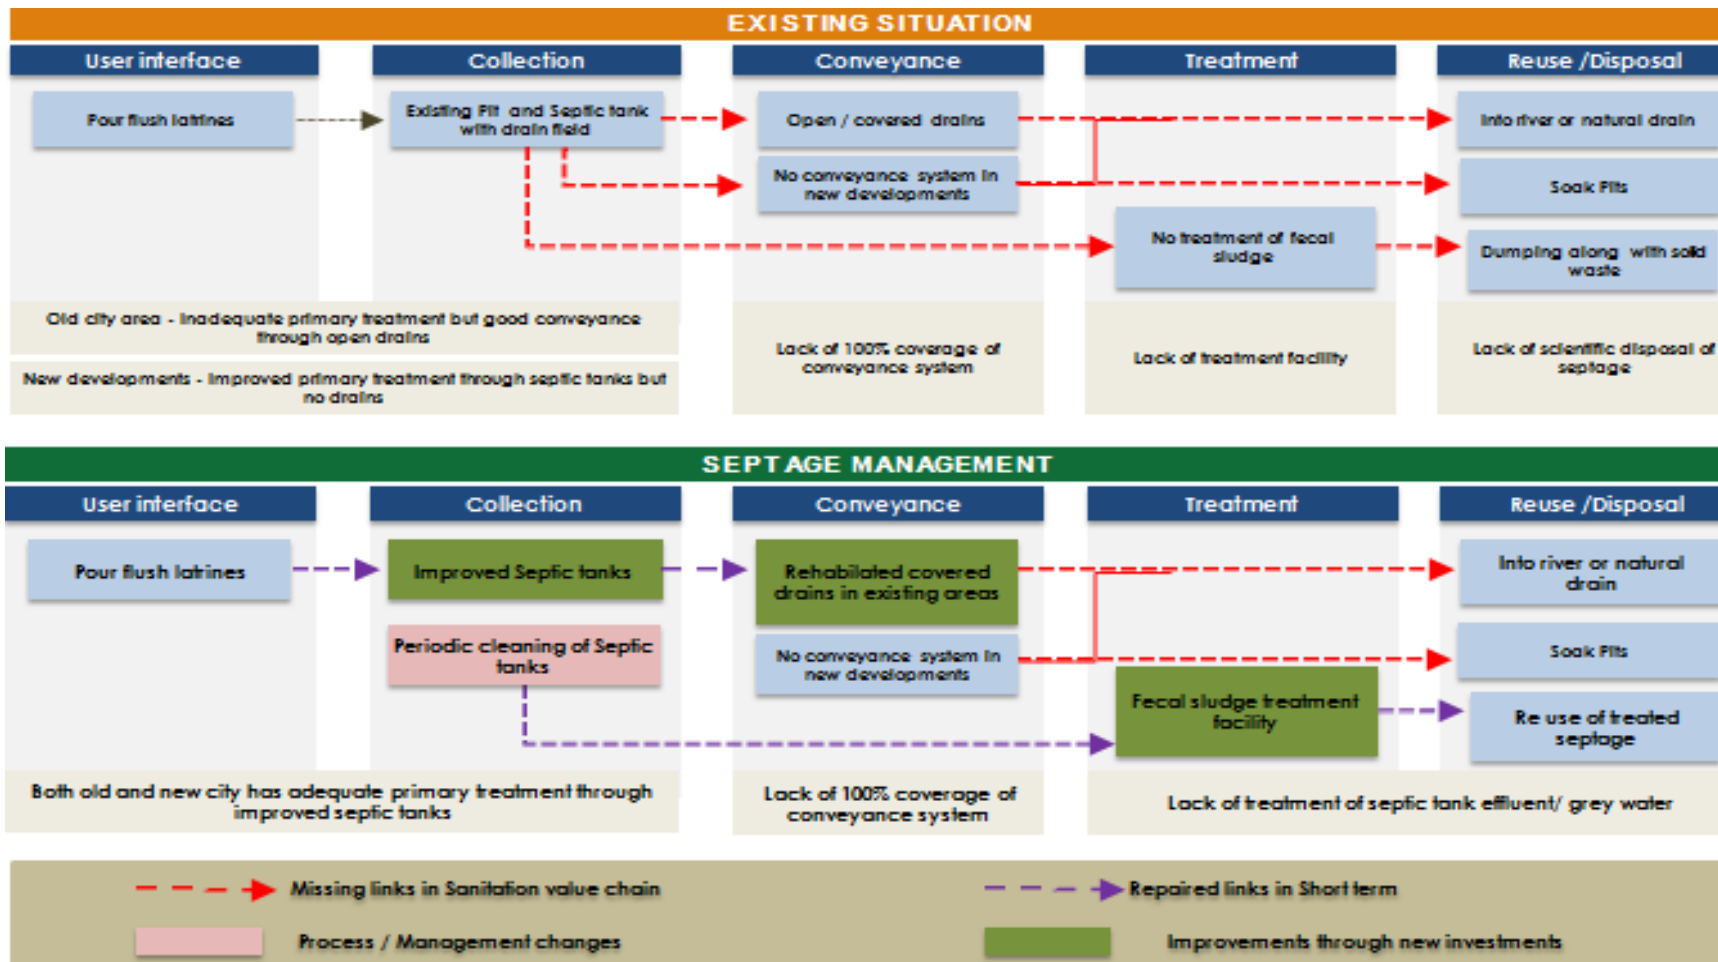 EXISTING SITUATION
User interface
Collection
Conveyance
Treatment
Reuse /Disposal
Pour flush latrines
Existing Pit and Septic tank
with drain field
Open / covered drains
Into river or natural drain
No conveyance system in
new developments
Soak Pits
No treatment of fecal
sludge
Dumping along with solid
waste
Old city area - Inadequate primary treatment but good conveyance
through open drains
New developments - Improved primary treatment through septic tanks but
no drains
Lack of 100% coverage of
conveyance system
Lack of treatment facility
Lack of scientific disposal of
septage
SEPTAGE MANAGEMENT
User interface
Collection
Conveyance
Treatment
Reuse /Disposal
Pour flush latrines
Improved Septic tanks
Rehabilated covered
drains in existing areas
Into river or natural
drain
Periodic cleaning of Septic
tanks
No conveyance system in
new developments
Soak Pits
Fecal sludge treatment
facility
Re use of treated
septage
Both old and new city has adequate primary treatment through
improved septic tanks
Lack of 100% coverage of
conveyance system
Lack of treatment of septic tank effluent/ grey water
Missing links in Sanitation value chain
Repaired links in Short term
Process / Management changes
Improvements through new investments